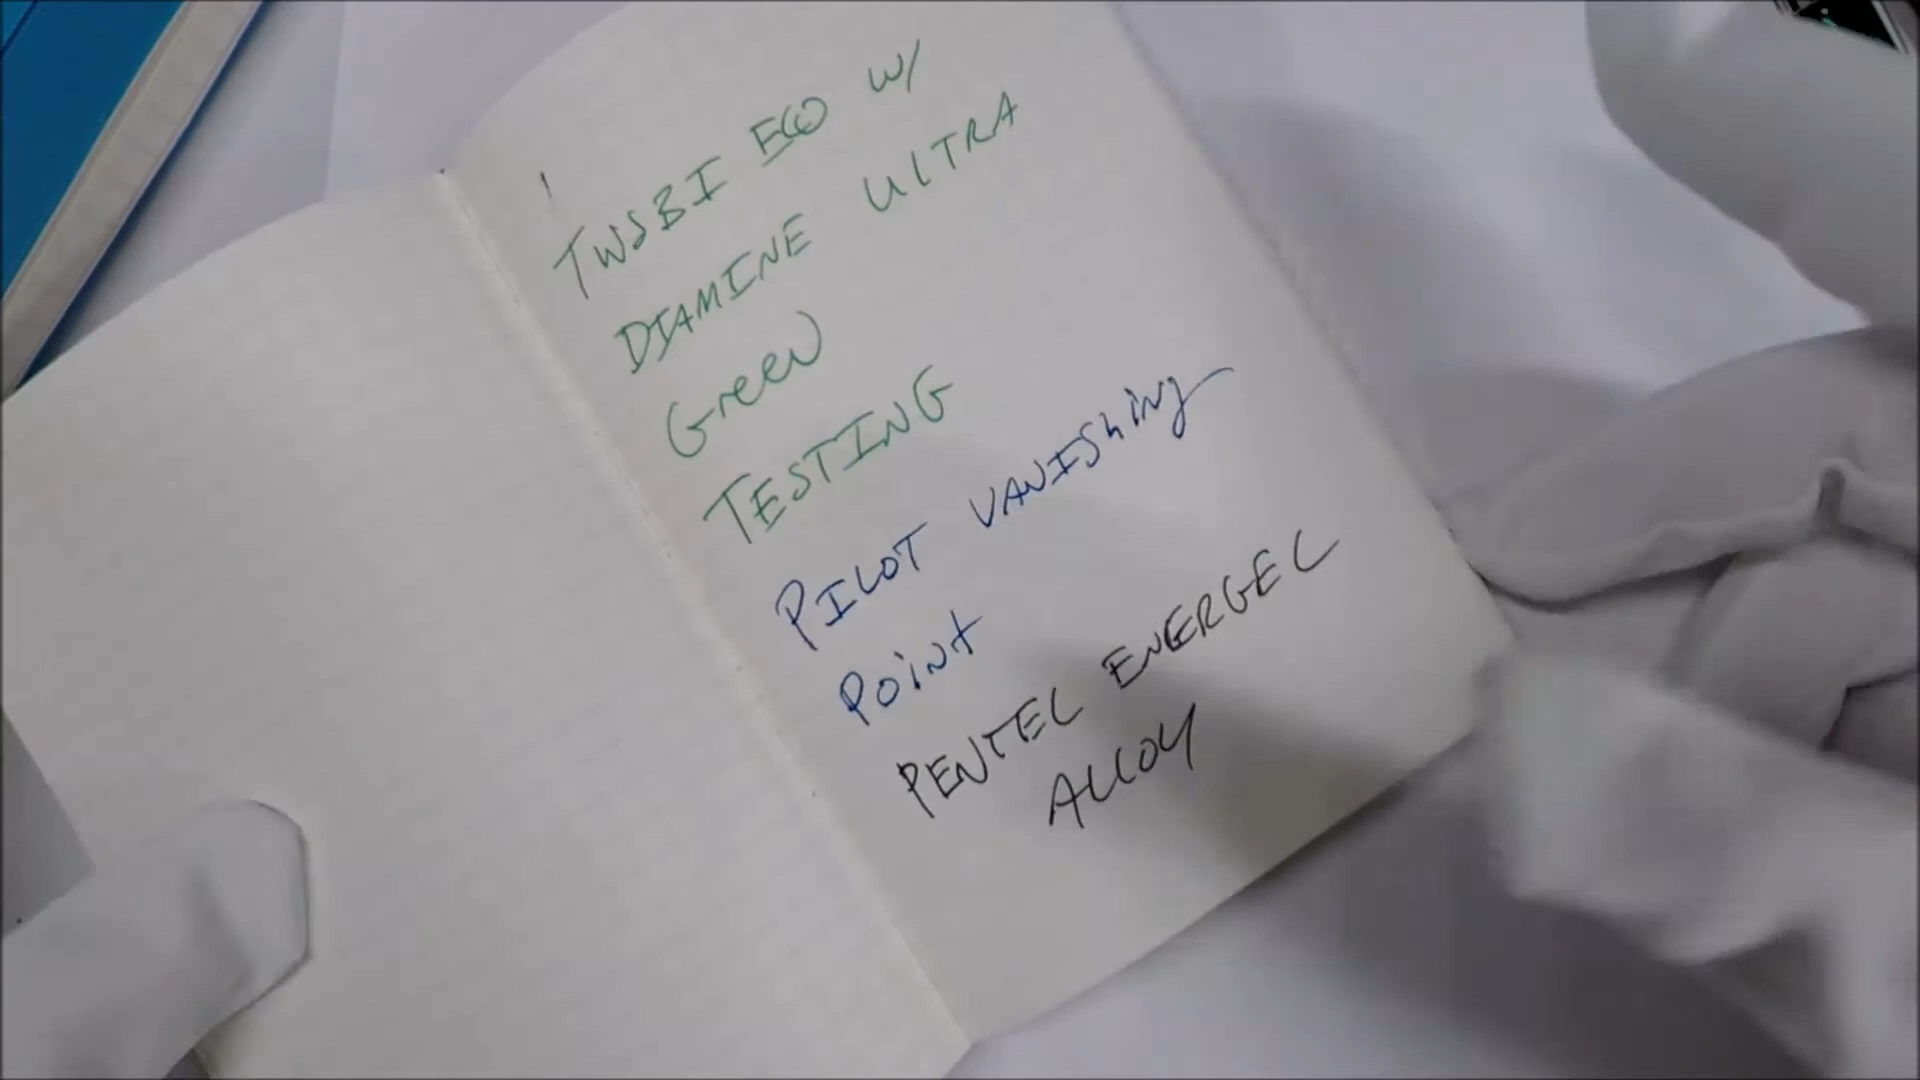 TWSBI ECO W/
DIAMINE ULTRA
GreeN
TESTING
PILOT VANISHING
Point
PENTEL ENERGEL
ALLOY